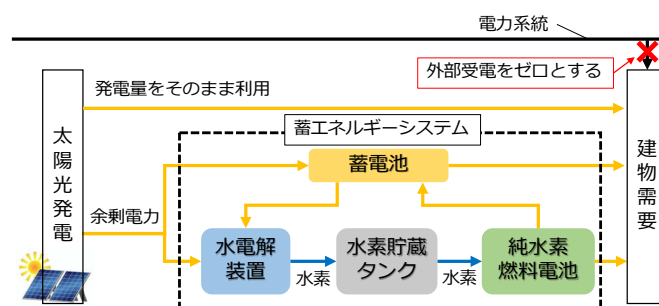 電力系統
外部受電をゼロとする
発電量をそのまま利用
太陽光発電
蓄エネルギーシステム
蓄電池
建物需要
余剰電力
水電解
装置
水素
水素貯蔵
タンク
水素
純水素
燃料電池